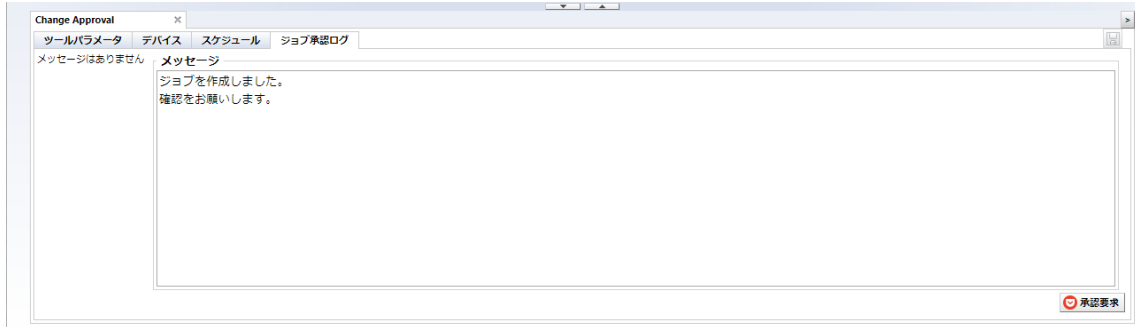 Change Approval
ツールパラメータ デバイス スケジュール ジョブ承認ログ
メッセージはありません
メッセージ
ジョブを作成しました。
確認をお願いします。
承認要求